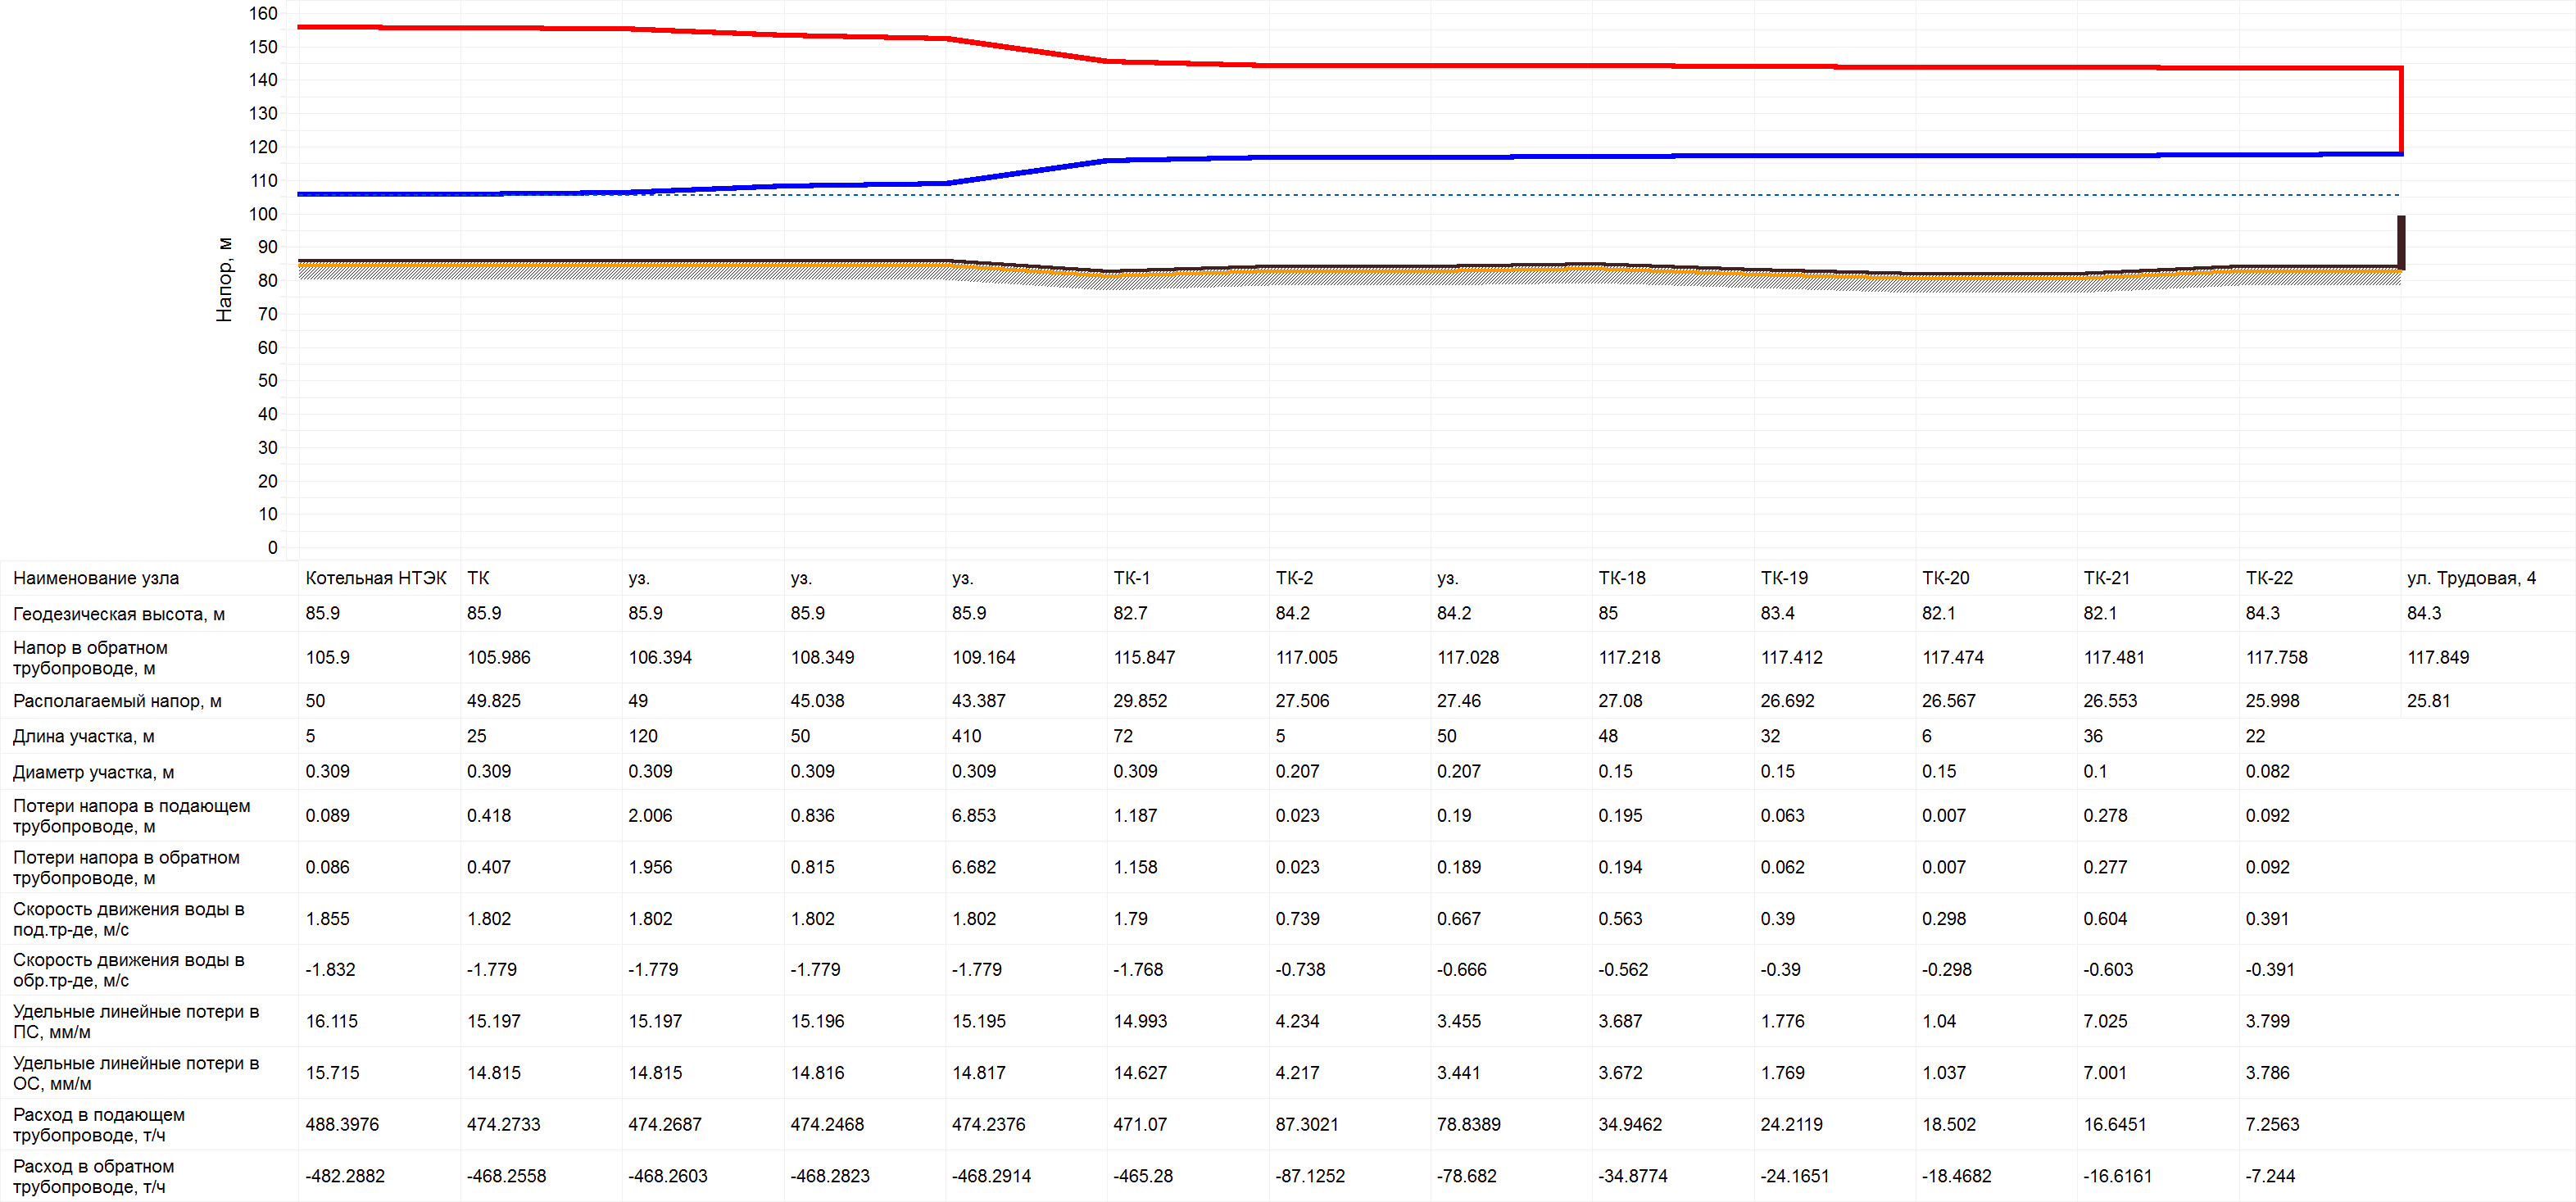 160
150
140
130
120
110
100
90
80
70
60
50
40
30
20
10
0
Напор, м
Наименование узла Котельная НТЭК ТК уз. уз. уз. ТК-1 ТК-2 уз. ТК-18 ТК-19 ТК-20 ТК-21 ТК-22 ул. Трудовая, 4
Геодезическая высота, м 85.9 85.9 85.9 85.9 85.9 82.7 84.2 84.2 85 83.4 82.1 82.1 84.3 84.3
Напор в обратном
трубопроводе, м 105.9 105.986 106.394 108.349 109.164 115.847 117.005 117.028 117.218 117.412 117.474 117.481 117.758 117.849
Располагаемый напор, м 50 49.825 49 45.038 43.387 29.852 27.506 27.46 27.08 26.692 26.567 26.553 25.998 25.81
Длина участка, м 5 25 120 50 410 72 5 50 48 32 6 36 22
Диаметр участка, м 0.309 0.309 0.309 0.309 0.309 0.309 0.207 0.207 0.15 0.15 0.15 0.1 0.082
Потери напора в подающем
трубопроводе, м 0.089 0.418 2.006 0.836 6.853 1.187 0.023 0.19 0.195 0.063 0.007 0.278 0.092
Потери напора в обратном
трубопроводе, м 0.086 0.407 1.956 0.815 6.682 1.158 0.023 0.189 0.194 0.062 0.007 0.277 0.092
Скорость движения воды в
под.тр-де, м/с 1.855 1.802 1.802 1.802 1.802 1.79 0.739 0.667 0.563 0.39 0.298 0.604 0.391
Скорость движения воды в
обр.тр-де, м/с -1.832 -1.779 -1.779 -1.779 -1.779 -1.768 -0.738 -0.666 -0.562 -0.39 -0.298 -0.603 -0.391
Удельные линейные потери в
ПС, мм/м 16.115 15.197 15.197 15.196 15.195 14.993 4.234 3.455 3.687 1.776 1.04 7.025 3.799
Удельные линейные потери в
ОС, мм/м 15.715 14.815 14.815 14.816 14.817 14.627 4.217 3.441 3.672 1.769 1.037 7.001 3.786
Расход в подающем
трубопроводе, т/ч 488.3976 474.2733 474.2687 474.2468 474.2376 471.07 87.3021 78.8389 34.9462 24.2119 18.502 16.6451 7.2563
Расход в обратном
трубопроводе, т/ч -482.2882 -468.2558 -468.2603 -468.2823 -468.2914 -465.28 -87.1252 -78.682 -34.8774 -24.1651 -18.4682 -16.6161 -7.244